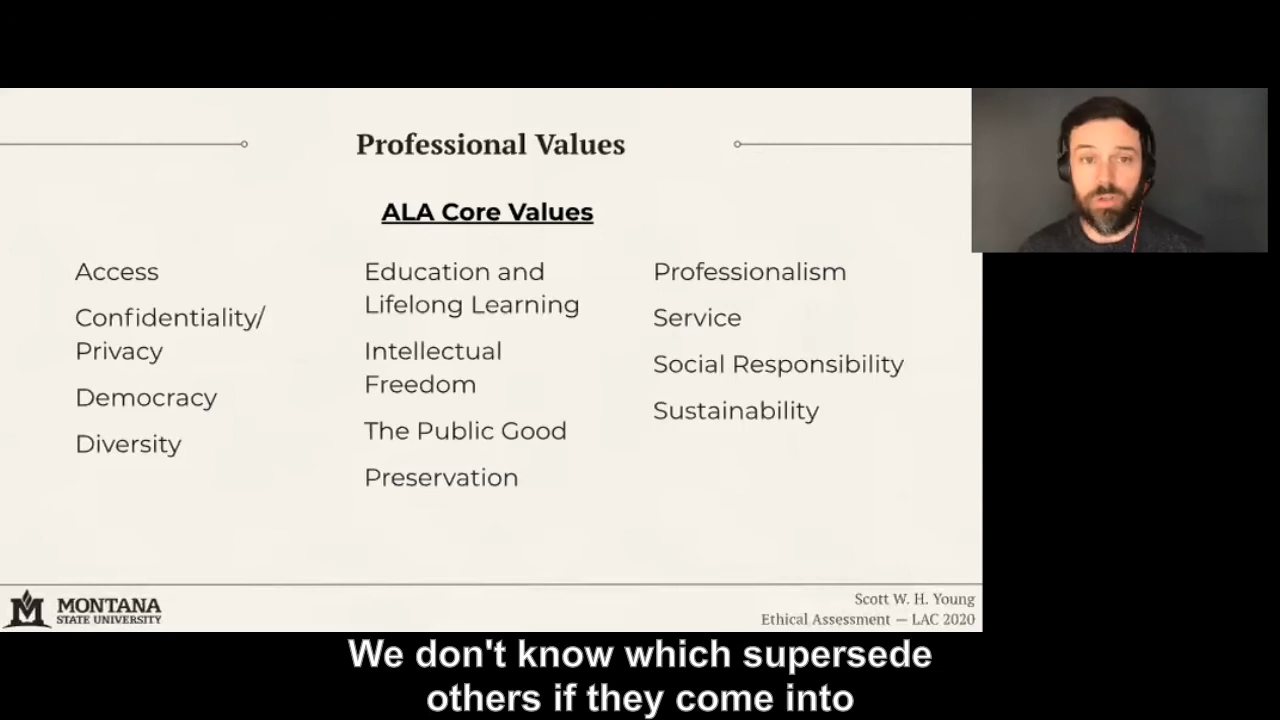 Professional Values
ALA Core Values
Access
Confidentiality/
Privacy
Democracy
Diversity
Education and
Lifelong Learning
Intellectual
Freedom
The Public Good
Preservation
Professionalism
Service
Social Responsibility
Sustainability
M
MONTANA
STATE UNIVERSITY
Scott W. H. Young
Ethical Assessment — LAC 2020
We don't know which supersede
others if they come into